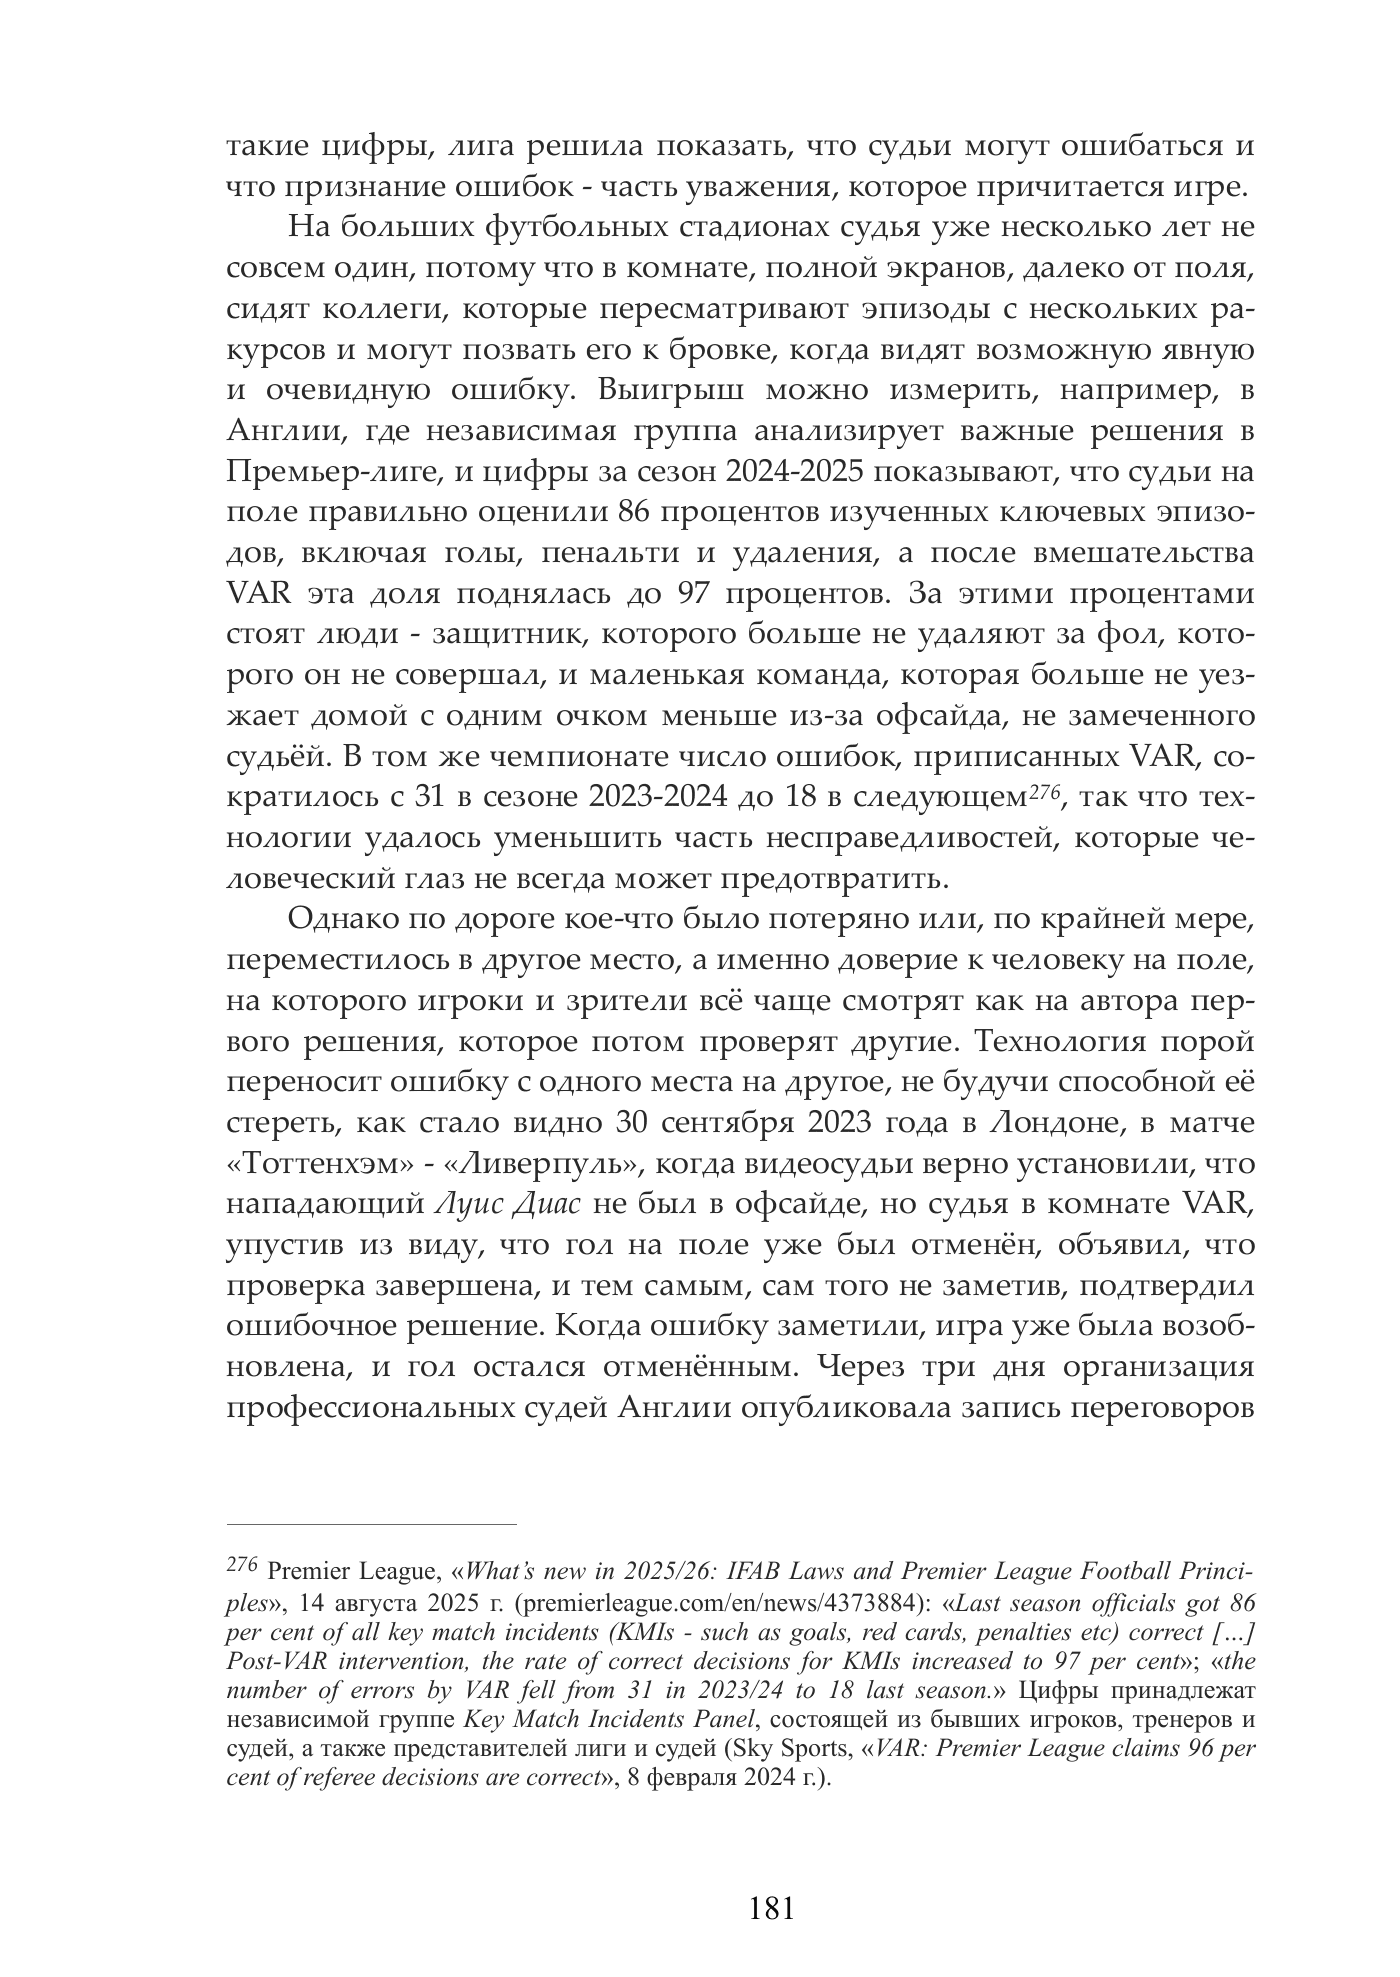 такие цифры, лига решила показать, что судьи могут ошибаться и
что признание ошибок - часть уважения, которое причитается игре.
На больших футбольных стадионах судья уже несколько лет не
совсем один, потому что в комнате, полной экранов, далеко от поля,
сидят коллеги, которые пересматривают эпизоды с нескольких ра-
курсов и могут позвать его к бровке, когда видят возможную явную
и очевидную ошибку. Выигрыш можно измерить, например, в
Англии, где независимая группа анализирует важные решения в
Премьер-лиге, и цифры за сезон 2024-2025 показывают, что судьи на
поле правильно оценили 86 процентов изученных ключевых эпизо-
дов, включая голы, пенальти и удаления, а после вмешательства
VAR эта доля поднялась до 97 процентов. За этими процентами
стоят люди - защитник, которого больше не удаляют за фол, кото-
рого он не совершал, и маленькая команда, которая больше не уез-
жает домой с одним очком меньше из-за офсайда, не замеченного
судьёй. В том же чемпионате число ошибок, приписанных VAR, со-
кратилось с 31 в сезоне 2023-2024 до 18 в следующем276, так что тех-
нологии удалось уменьшить часть несправедливостей, которые че-
ловеческий глаз не всегда может предотвратить.
Однако по дороге кое-что было потеряно или, по крайней мере,
переместилось в другое место, а именно доверие к человеку на поле,
на которого игроки и зрители всё чаще смотрят как на автора пер-
вого решения, которое потом проверят другие. Технология порой
переносит ошибку с одного места на другое, не будучи способной её
стереть, как стало видно 30 сентября 2023 года в Лондоне, в матче
«Тоттенхэм» - «Ливерпуль», когда видеосудьи верно установили, что
нападающий Луис Диас не был в офсайде, но судья в комнате VAR,
упустив из виду, что гол на поле уже был отменён, объявил, что
проверка завершена, и тем самым, сам того не заметив, подтвердил
ошибочное решение. Когда ошибку заметили, игра уже была возоб-
новлена, и гол остался отменённым. Через три дня организация
профессиональных судей Англии опубликовала запись переговоров
276 Premier League, «What’s new in 2025/26: IFAB Laws and Premier League Football Princi-
ples», 14 августа 2025 г. (premierleague.com/en/news/4373884): «Last season officials got 86
per cent of all key match incidents (KMIs - such as goals, red cards, penalties etc) correct [...]
Post-VAR intervention, the rate of correct decisions for KMIs increased to 97 per cent»; «the
number of errors by VAR fell from 31 in 2023/24 to 18 last season.» Цифры принадлежат
независимой группе Key Match Incidents Panel, состоящей из бывших игроков, тренеров и
судей, а также представителей лиги и судей (Sky Sports, «VAR: Premier League claims 96 per
cent of referee decisions are correct», 8 февраля 2024 г.).
181